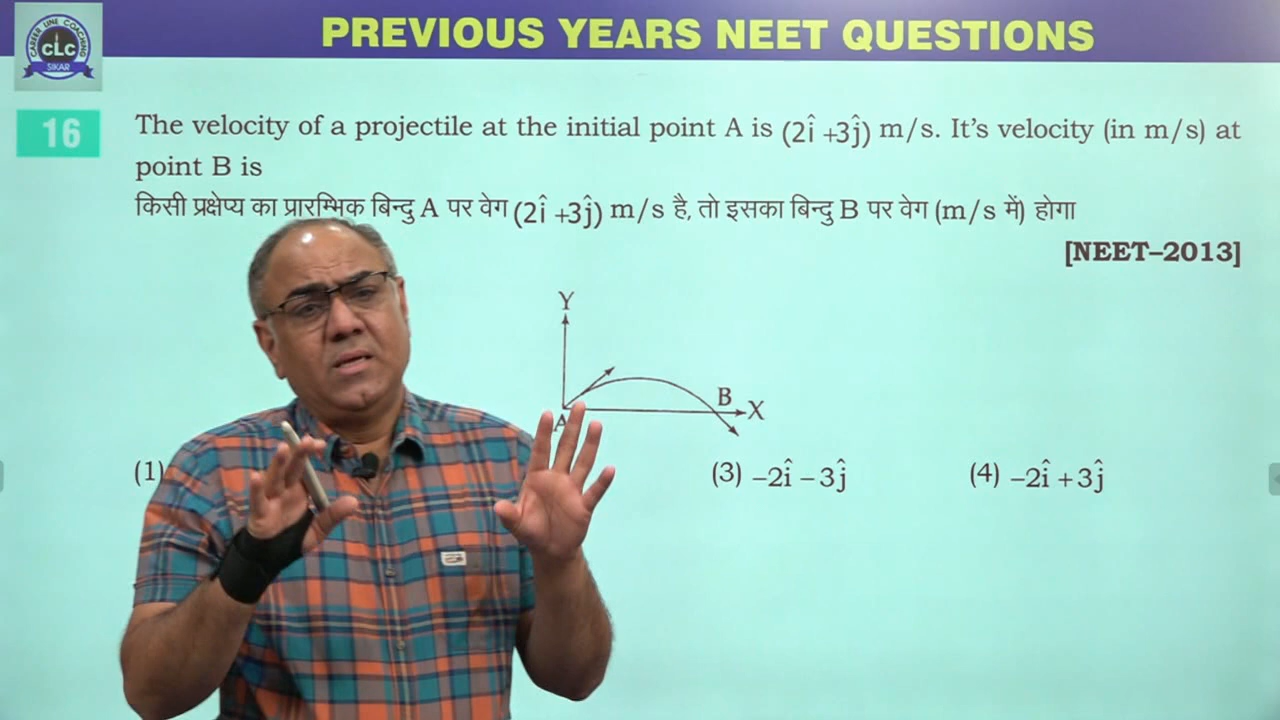 PREVIOUS YEARS NEET QUESTIONS
CAREER LINE COACHING
CLC
SIKAR
16
The velocity of a projectile at the initial point A is (2î +3ĵ) m/s. It's velocity (in m/s) at
point B is
किसी प्रक्षेप्य का प्रारम्भिक बिन्दु A पर वेग (2î +3ĵ) m/s है, तो इसका बिन्दु B पर वेग (m/s में) होगा
[NEET–2013]
Y
B
X
A
(1)
(3) –2î – 3ĵ
(4) –2î + 3ĵ